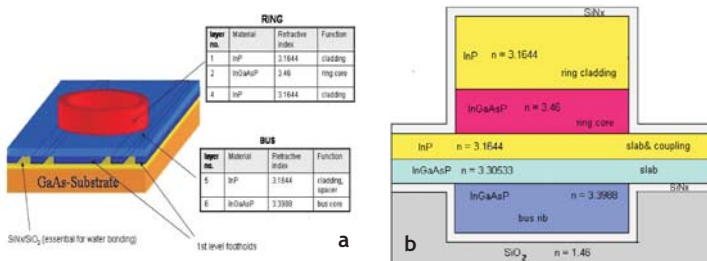 RING
layer no. Material Refractive index Function
1 InP 3.1644 cladding
2 InGaAsP 3.46 ring core
4 InP 3.1644 cladding
BUS
layer no. Material Refractive index Function
5 InP 3.1644 cladding, spacer
6 InGaAsP 3.3988 bus core
GaAs-Substrate
SiNx/SiO2 (essential for water bonding)
1st level footholds
a
SiNx
InP n = 3.1644
ring cladding
InGaAsP
n = 3.46
ring core
InP n = 3.1644 slab& coupling
InGaAsP n = 3.30533 slab
InGaAsP
SiNx
n = 3.3988
bus nb
b
SiO2 n = 1.46